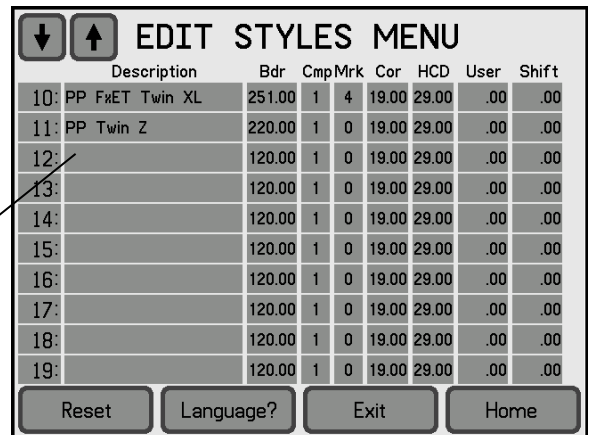 EDIT STYLES MENU
Description Bdr Cmp Mrk Cor HCD User Shift
10: PP FxET Twin XL 251.00 1 4 19.00 29.00 .00 .00
11: PP Twin Z 220.00 1 0 19.00 29.00 .00 .00
12: 120.00 1 0 19.00 29.00 .00 .00
13: 120.00 1 0 19.00 29.00 .00 .00
14: 120.00 1 0 19.00 29.00 .00 .00
15: 120.00 1 0 19.00 29.00 .00 .00
16: 120.00 1 0 19.00 29.00 .00 .00
17: 120.00 1 0 19.00 29.00 .00 .00
18: 120.00 1 0 19.00 29.00 .00 .00
19: 120.00 1 0 19.00 29.00 .00 .00
Reset Language? Exit Home